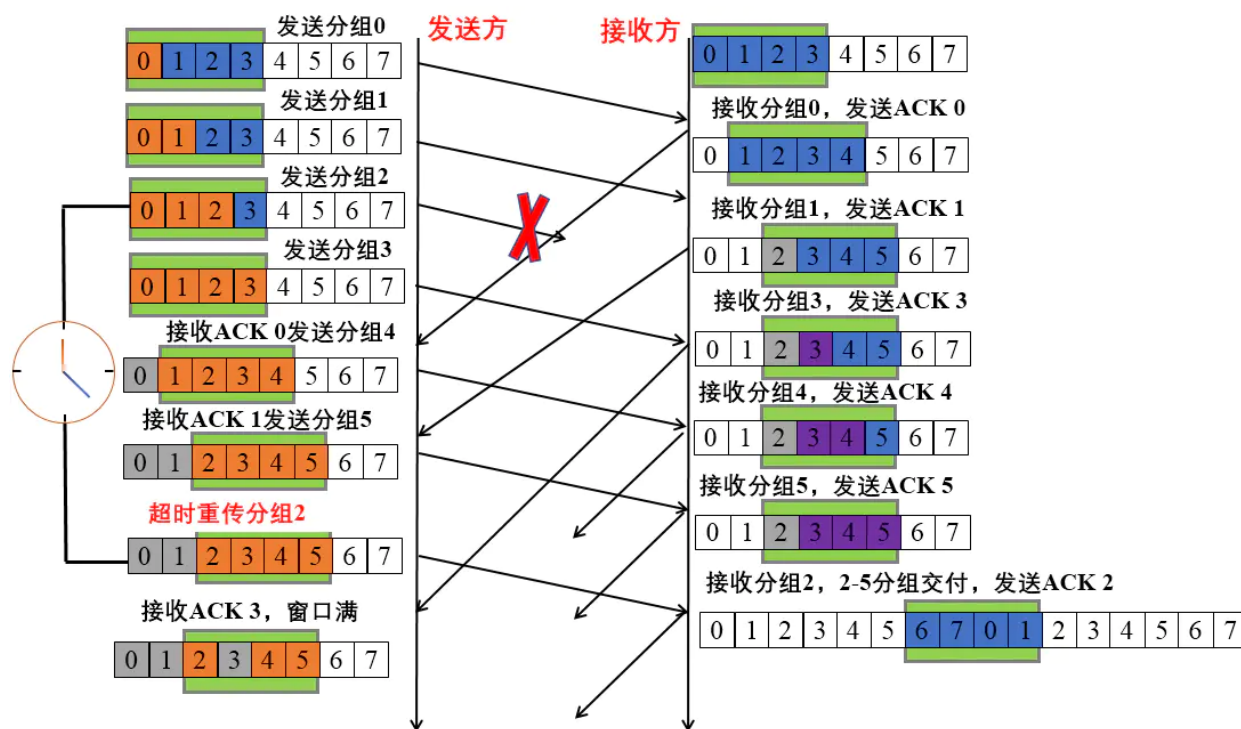 发送方
接收方
发送分组0
0 1 2 3 4 5 6 7
发送分组1
0 1 2 3 4 5 6 7
发送分组2
0 1 2 3 4 5 6 7
发送分组3
0 1 2 3 4 5 6 7
接收ACK 0发送分组4
0 1 2 3 4 5 6 7
接收ACK 1发送分组5
0 1 2 3 4 5 6 7
超时重传分组2
0 1 2 3 4 5 6 7
接收ACK 3，窗口满
0 1 2 3 4 5 6 7
0 1 2 3 4 5 6 7
接收分组0，发送ACK 0
0 1 2 3 4 5 6 7
接收分组1，发送ACK 1
0 1 2 3 4 5 6 7
接收分组3，发送ACK 3
0 1 2 3 4 5 6 7
接收分组4，发送ACK 4
0 1 2 3 4 5 6 7
接收分组5，发送ACK 5
0 1 2 3 4 5 6 7
接收分组2，2-5分组交付，发送ACK 2
0 1 2 3 4 5 6 7 0 1 2 3 4 5 6 7